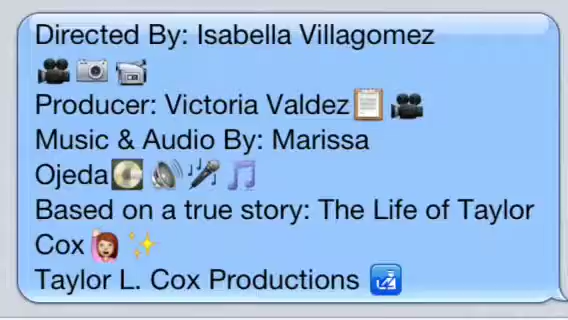 Directed By: Isabella Villagomez
🎥📷📹
Producer: Victoria Valdez📋🎥
Music & Audio By: Marissa
Ojeda📀🔊🎤🎵
Based on a true story: The Life of Taylor
Cox🙋✨
Taylor L. Cox Productions 🛃